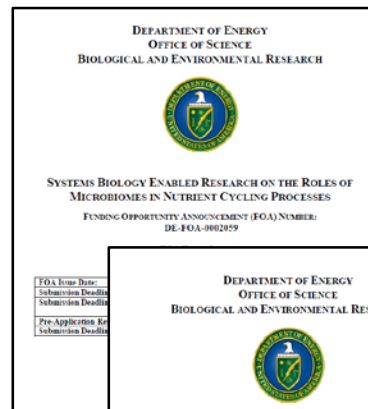 DEPARTMENT OF ENERGY
OFFICE OF SCIENCE
BIOLOGICAL AND ENVIRONMENTAL RESEARCH
SYSTEMS BIOLOGY ENABLED RESEARCH ON THE ROLES OF
MICROBIOMES IN NUTRIENT CYCLING PROCESSES
FUNDING OPPORTUNITY ANNOUNCEMENT (FOA) NUMBER:
DE-FOA-0002059
FOA Issue Date:
Submission Deadlin
Submission Deadlin
Pre-Application Re
Submission Deadlin
DEPARTMENT OF ENERGY
OFFICE OF SCIENCE
BIOLOGICAL AND ENVIRONMENTAL RES